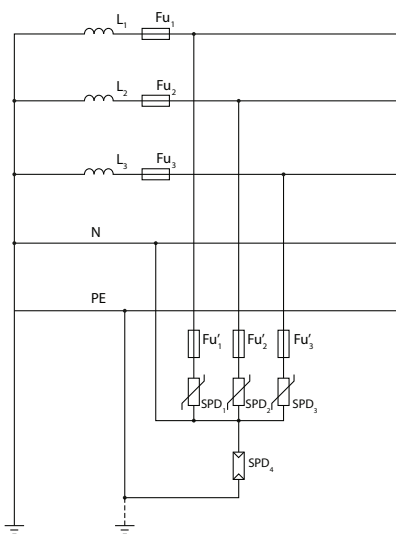 L₁ Fu₁
L₂ Fu₂
L₃ Fu₃
N
PE
Fu'₁ Fu'₂ Fu'₃
SPD₁ SPD₂ SPD₃
SPD₄